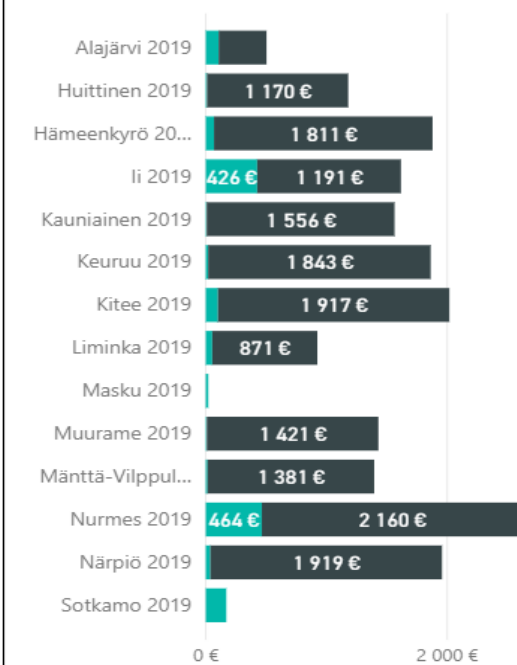 Alajärvi 2019
Huittinen 2019 1 170 €
Hämeenkyrö 20... 1 811 €
Ii 2019 426 € 1 191 €
Kauniainen 2019 1 556 €
Keuruu 2019 1 843 €
Kitee 2019 1 917 €
Liminka 2019 871 €
Masku 2019
Muurame 2019 1 421 €
Mänttä-Vilppul... 1 381 €
Nurmes 2019 464 € 2 160 €
Närpiö 2019 1 919 €
Sotkamo 2019
0 € 2 000 €